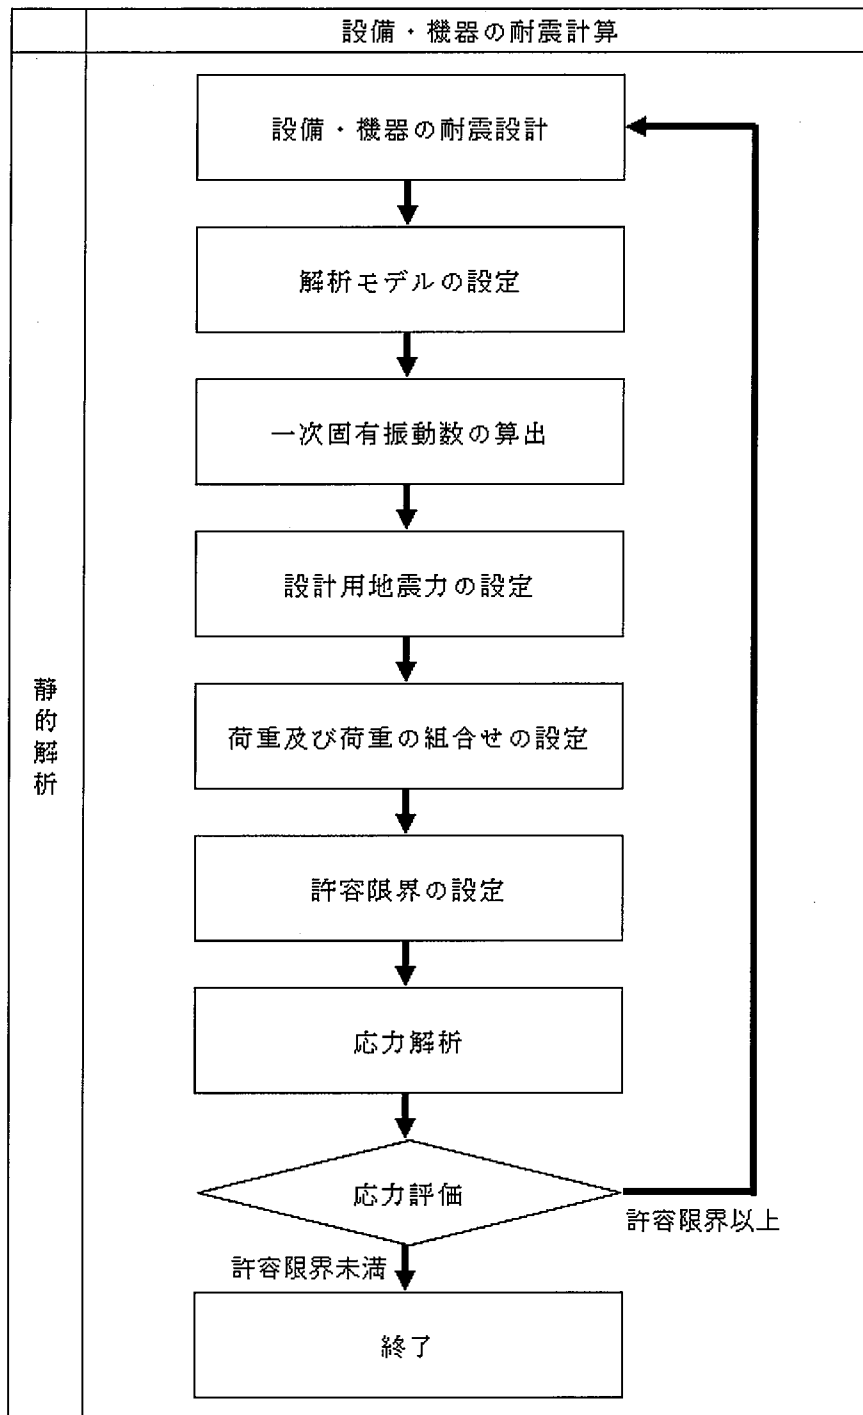 設備・機器の耐震計算
静的解析
設備・機器の耐震設計
解析モデルの設定
一次固有振動数の算出
設計用地震力の設定
荷重及び荷重の組合せの設定
許容限界の設定
応力解析
応力評価
許容限界以上
許容限界未満
終了